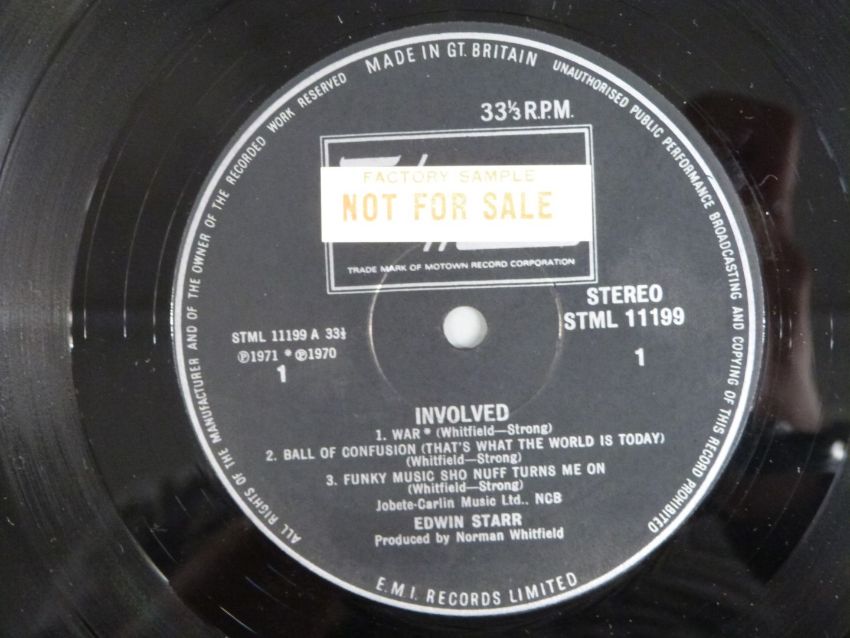 MADE IN GT. BRITAIN
UNAUTHORISED PUBLIC PERFORMANCE BROADCASTING AND COPYING OF THIS RECORD PROHIBITED
ALL RIGHTS OF THE MANUFACTURER AND OF THE OWNER OF THE RECORDED WORK RESERVED
33⅓ R.P.M.
FACTORY SAMPLE
NOT FOR SALE
TRADE MARK OF MOTOWN RECORD CORPORATION
STEREO
STML 11199
1
STML 11199 A 33⅓
℗1971 * ℗1970
1
INVOLVED
1. WAR* (Whitfield—Strong)
2. BALL OF CONFUSION (THAT'S WHAT THE WORLD IS TODAY)
(Whitfield—Strong)
3. FUNKY MUSIC SHO NUFF TURNS ME ON
(Whitfield—Strong)
Jobete-Carlin Music Ltd., NCB
EDWIN STARR
Produced by Norman Whitfield
E.M.I. RECORDS LIMITED